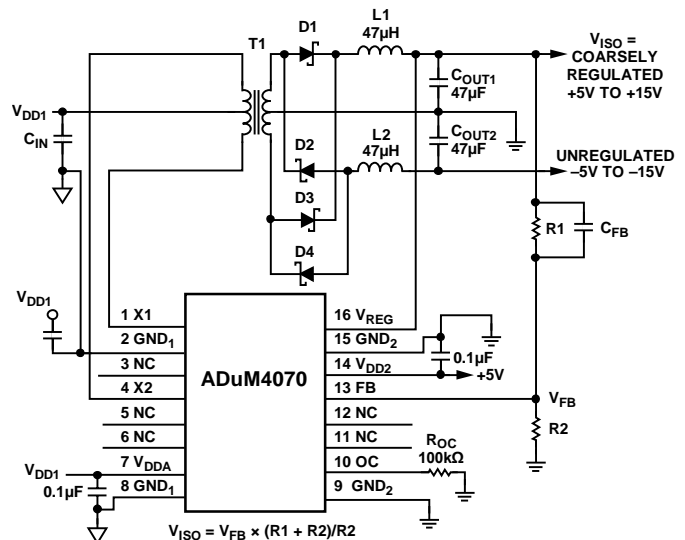 D1
L1
47µH
T1
VISO =
COARSELY
REGULATED
+5V TO +15V
COUT1
47µF
VDD1
CIN
D2
L2
47µH
COUT2
47µF
UNREGULATED
–5V TO –15V
D3
R1
CFB
D4
VDD1
1 X1
2 GND1
3 NC
4 X2
5 NC
6 NC
7 VDDA
8 GND1
ADuM4070
16 VREG
15 GND2
14 VDD2
13 FB
12 NC
11 NC
10 OC
9 GND2
0.1µF
+5V
VFB
R2
ROC
100kΩ
VDD1
0.1µF
VISO = VFB × (R1 + R2)/R2